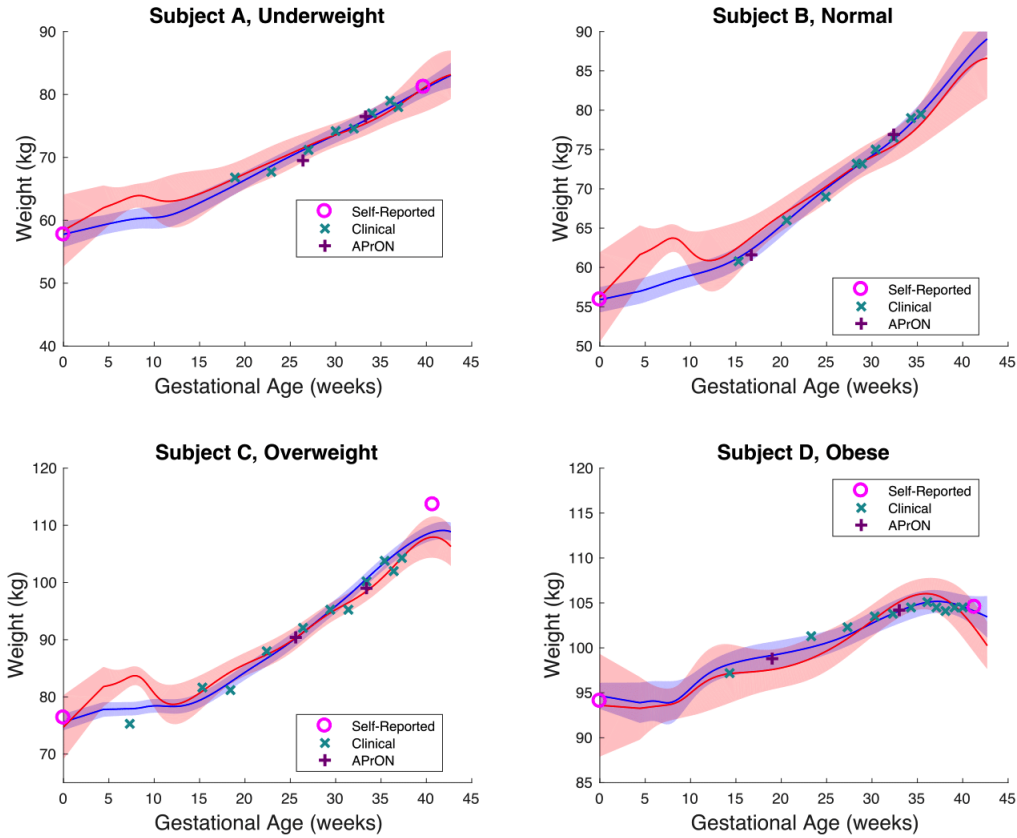 Subject A, Underweight
90
80
70
60
50
40
Weight (kg)
0 5 10 15 20 25 30 35 40 45
Gestational Age (weeks)
Self-Reported
Clinical
APrON
Subject B, Normal
90
85
80
75
70
65
60
55
50
Weight (kg)
0 5 10 15 20 25 30 35 40 45
Gestational Age (weeks)
Self-Reported
Clinical
APrON
Subject C, Overweight
120
110
100
90
80
70
Weight (kg)
0 5 10 15 20 25 30 35 40 45
Gestational Age (weeks)
Self-Reported
Clinical
APrON
Subject D, Obese
120
115
110
105
100
95
90
85
Weight (kg)
0 5 10 15 20 25 30 35 40 45
Gestational Age (weeks)
Self-Reported
Clinical
APrON